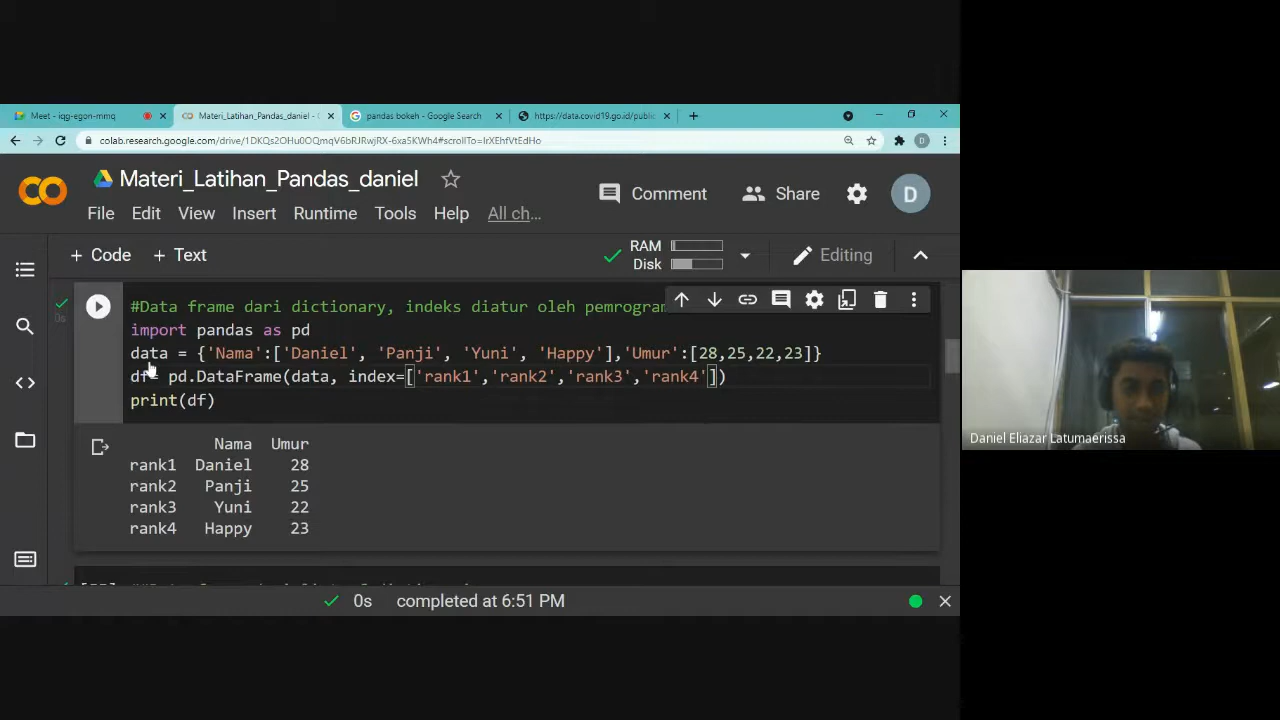 Meet - iqg-egon-mmq
Materi_Latihan_Pandas_daniel -
pandas bokeh - Google Search
https://data.covid19.go.id/public
colab.research.google.com/drive/1DKQs2OHu0OQmqV6bRJRwjRX-6xa5KWh4#scrollTo=IrXEhfVtEdHo
D
Materi_Latihan_Pandas_daniel
Comment
Share
D
File Edit View Insert Runtime Tools Help All ch...
+ Code + Text
RAM
Disk
Editing
0s
#Data frame dari dictionary, indeks diatur oleh pemrogram
import pandas as pd
data = {'Nama':['Daniel', 'Panji', 'Yuni', 'Happy'],'Umur':[28,25,22,23]}
df= pd.DataFrame(data, index=['rank1','rank2','rank3','rank4'])
print(df)
Nama Umur
rank1 Daniel 28
rank2 Panji 25
rank3 Yuni 22
rank4 Happy 23
0s completed at 6:51 PM
Daniel Eliazar Latumaerissa